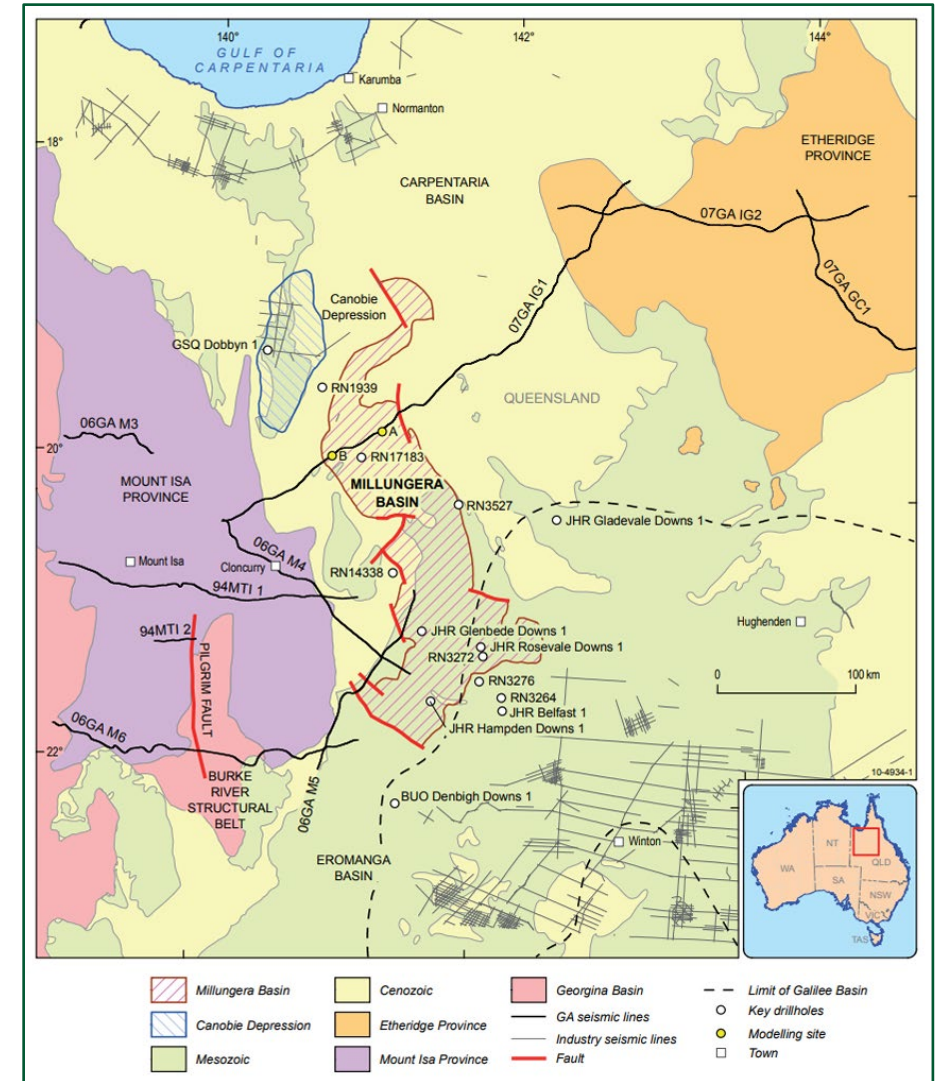 140°
142°
144°
GULF OF
CARPENTARIA
Karumba
Normanton
18°
ETHERIDGE
PROVINCE
CARPENTARIA
BASIN
07GA IG2
07GA GC1
07GA IG1
Canobie
Depression
GSQ Dobbyn 1
RN1939
QUEENSLAND
06GA M3
A
20°
B
RN17183
MOUNT ISA
PROVINCE
MILLUNGERA
BASIN
RN3527
JHR Gladevale Downs 1
06GA M4
Mount Isa
Cloncurry
RN14338
94MTI 1
Hughenden
94MTI 2
JHR Glenbede Downs 1
JHR Rosevale Downs 1
RN3272
PILGRIM FAULT
RN3276
0
100 km
RN3264
JHR Belfast 1
06GA M6
JHR Hampden Downs 1
22°
10-4934-1
BURKE
RIVER
STRUCTURAL
BELT
06GA M5
BUO Denbigh Downs 1
Winton
EROMANGA
BASIN
NT
QLD
WA
SA
NSW
VIC
TAS
Millungera Basin
Cenozoic
Georgina Basin
Limit of Galilee Basin
Canobie Depression
Etheridge Province
GA seismic lines
Key drillholes
Industry seismic lines
Modelling site
Mesozoic
Mount Isa Province
Fault
Town